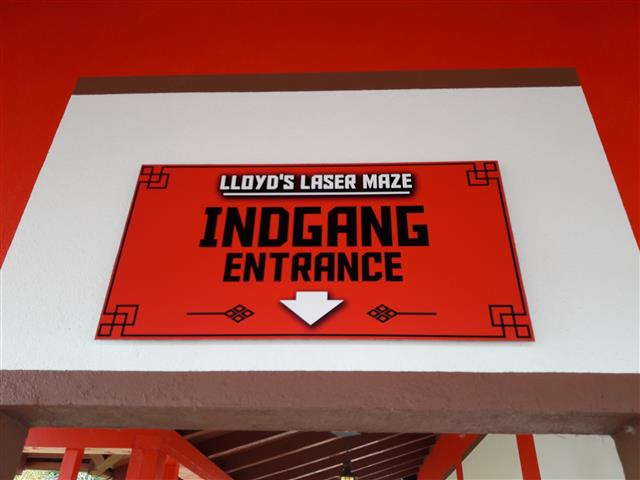 LLOYD'S LASER MAZE
INDGANG
ENTRANCE